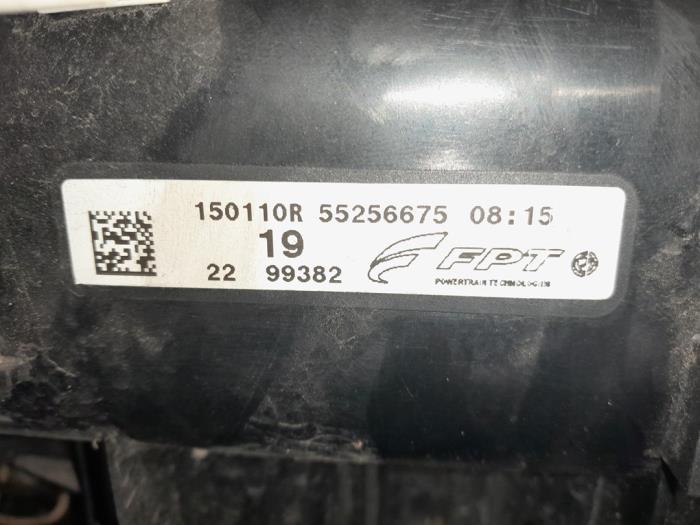 150110R 55256675 08:15
19
22 99382
FPT
POWERTRAIN TECHNOLOGIES